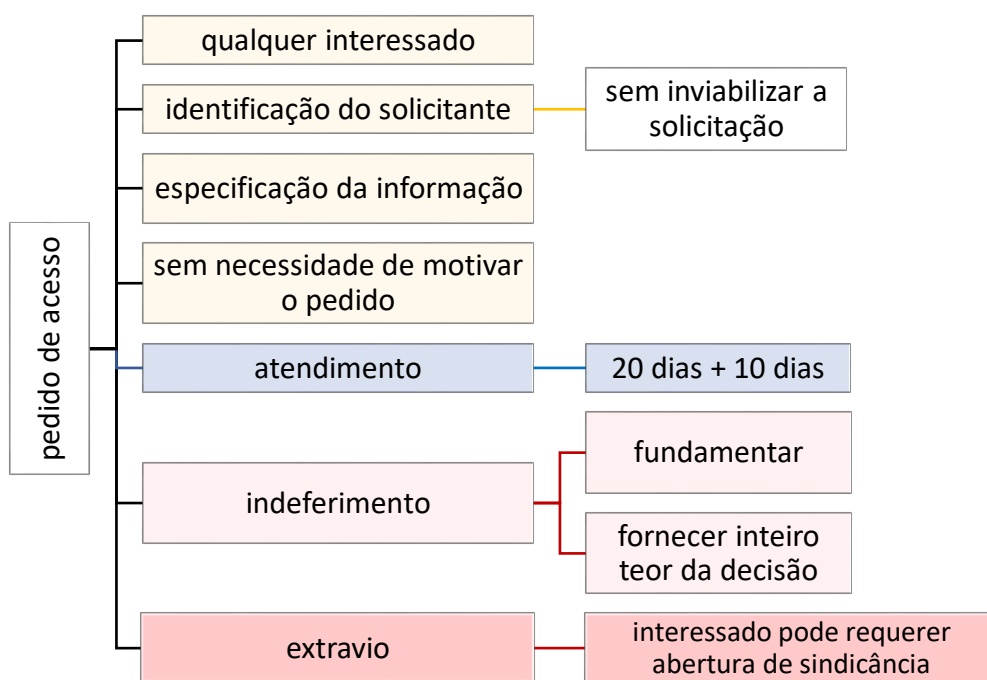 pedido de acesso
qualquer interessado
identificação do solicitante
sem inviabilizar a
solicitação
especificação da informação
sem necessidade de motivar
o pedido
atendimento
20 dias + 10 dias
indeferimento
fundamentar
fornecer inteiro
teor da decisão
extravio
interessado pode requerer
abertura de sindicância